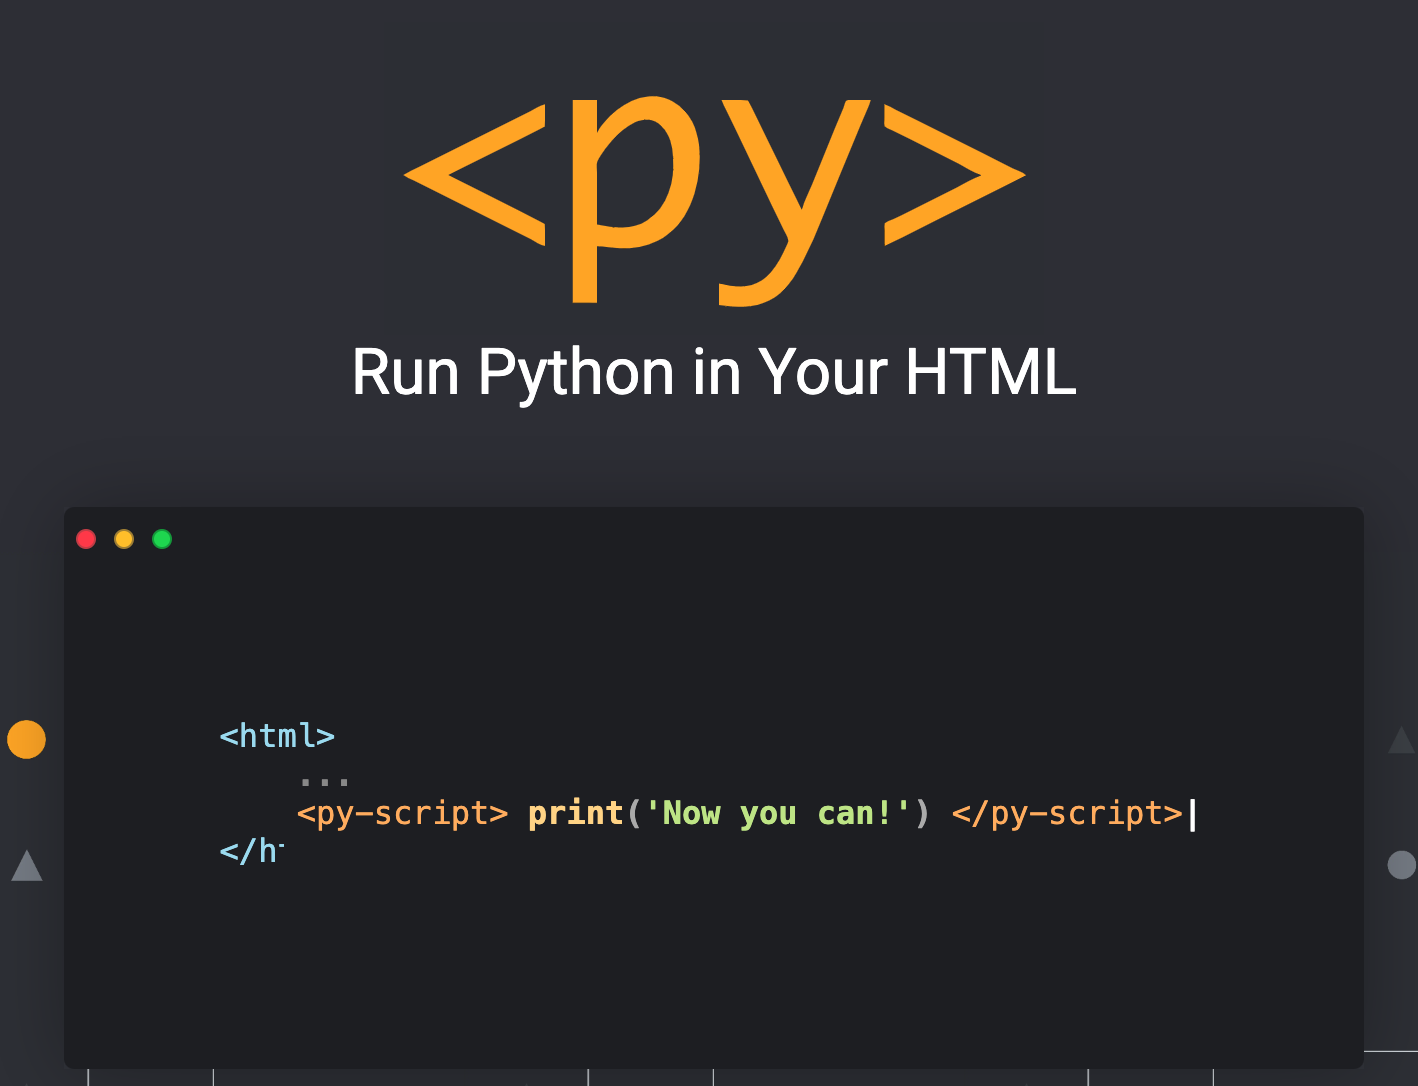 <py>
Run Python in Your HTML
<html>
...
<py-script> print('Now you can!') </py-script>
</h